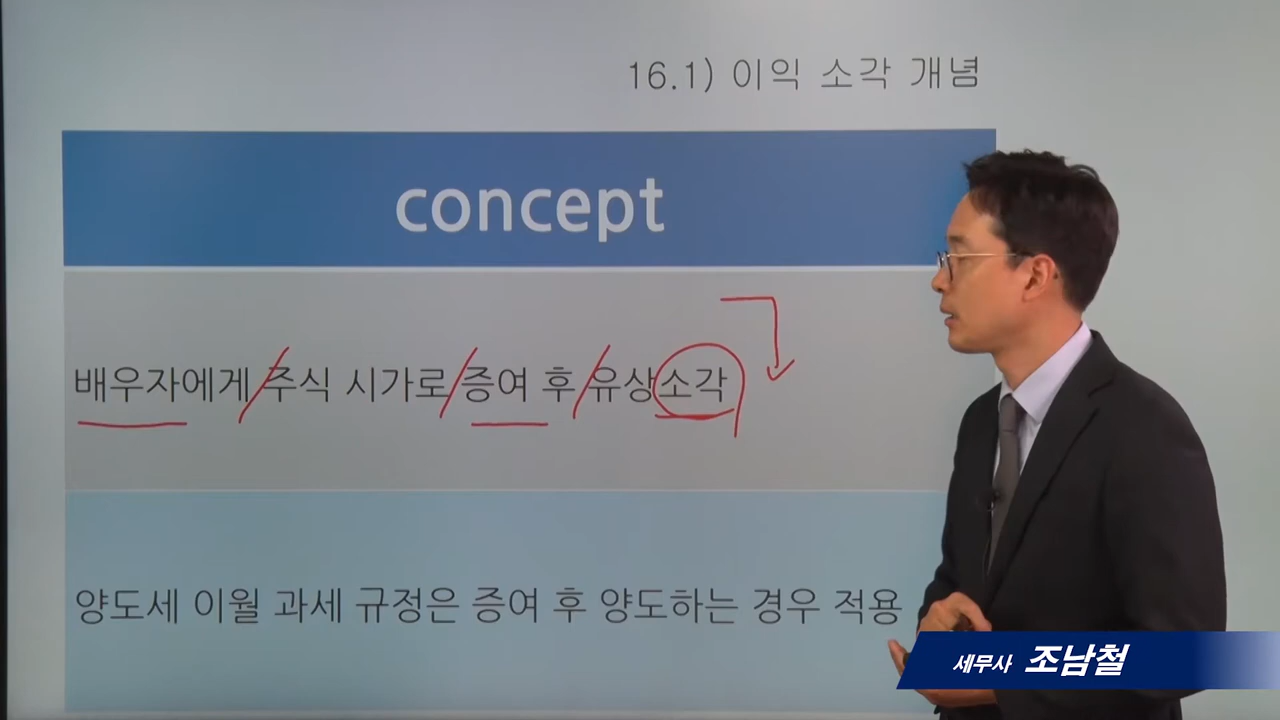 16.1) 이익 소각 개념
concept
배우자에게 주식 시가로 증여 후 유상소각
양도세 이월 과세 규정은 증여 후 양도하는 경우 적용
세무사 조남철